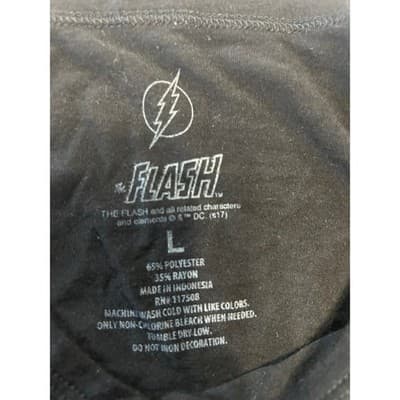 The FLASH ™
THE FLASH and all related characters
and elements © & ™ DC. (s17)
L
65% POLYESTER
35% RAYON
MADE IN INDONESIA
RN# 117508
MACHINE WASH COLD WITH LIKE COLORS.
ONLY NON-CHLORINE BLEACH WHEN NEEDED.
TUMBLE DRY LOW.
DO NOT IRON DECORATION.